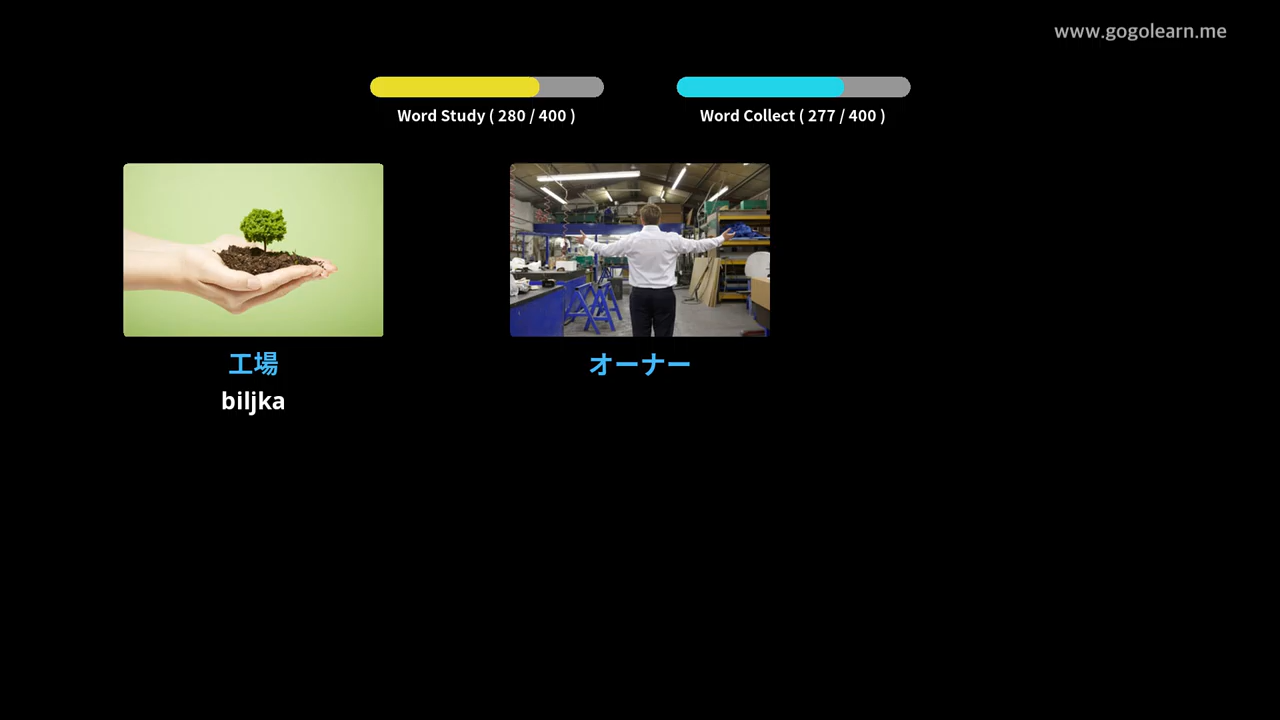 www.gogolearn.me
Word Study ( 280 / 400 )
Word Collect ( 277 / 400 )
工場
biljka
オーナー